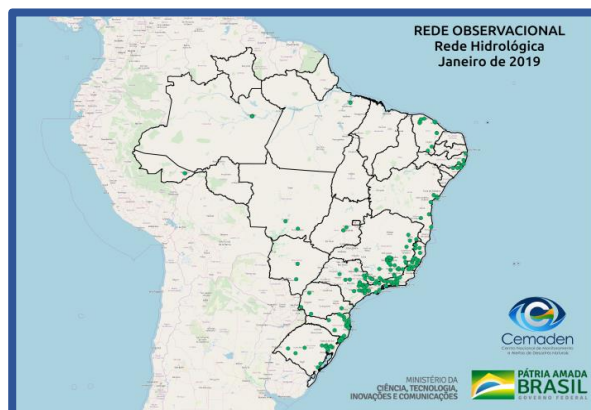 REDE OBSERVACIONAL
Rede Hidrológica
Janeiro de 2019
Cemaden
MINISTÉRIO DA
CIÊNCIA, TECNOLOGIA,
INOVAÇÕES E COMUNICAÇÕES
PÁTRIA AMADA
BRASIL
GOVERNO FEDERAL